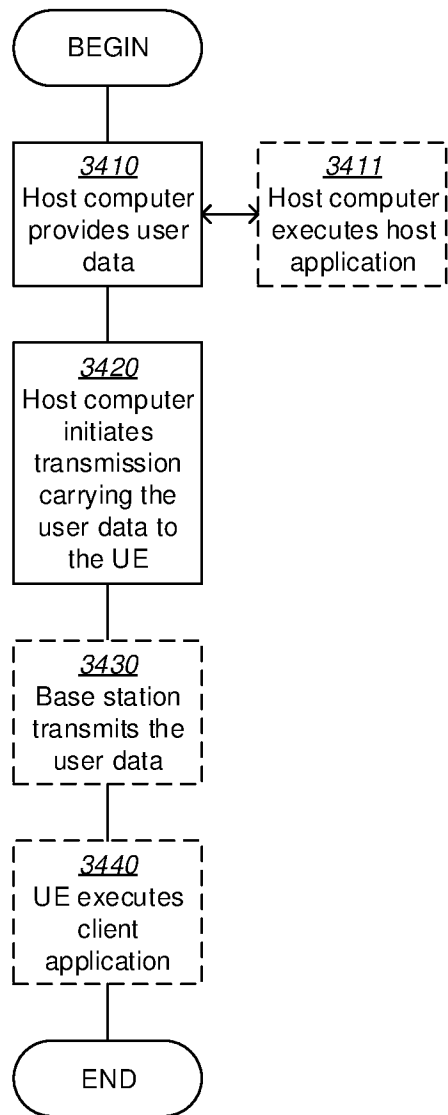 BEGIN
3410
Host computer
provides user
data
3411
Host computer
executes host
application
3420
Host computer
initiates
transmission
carrying the
user data to
the UE
3430
Base station
transmits the
user data
3440
UE executes
client
application
END